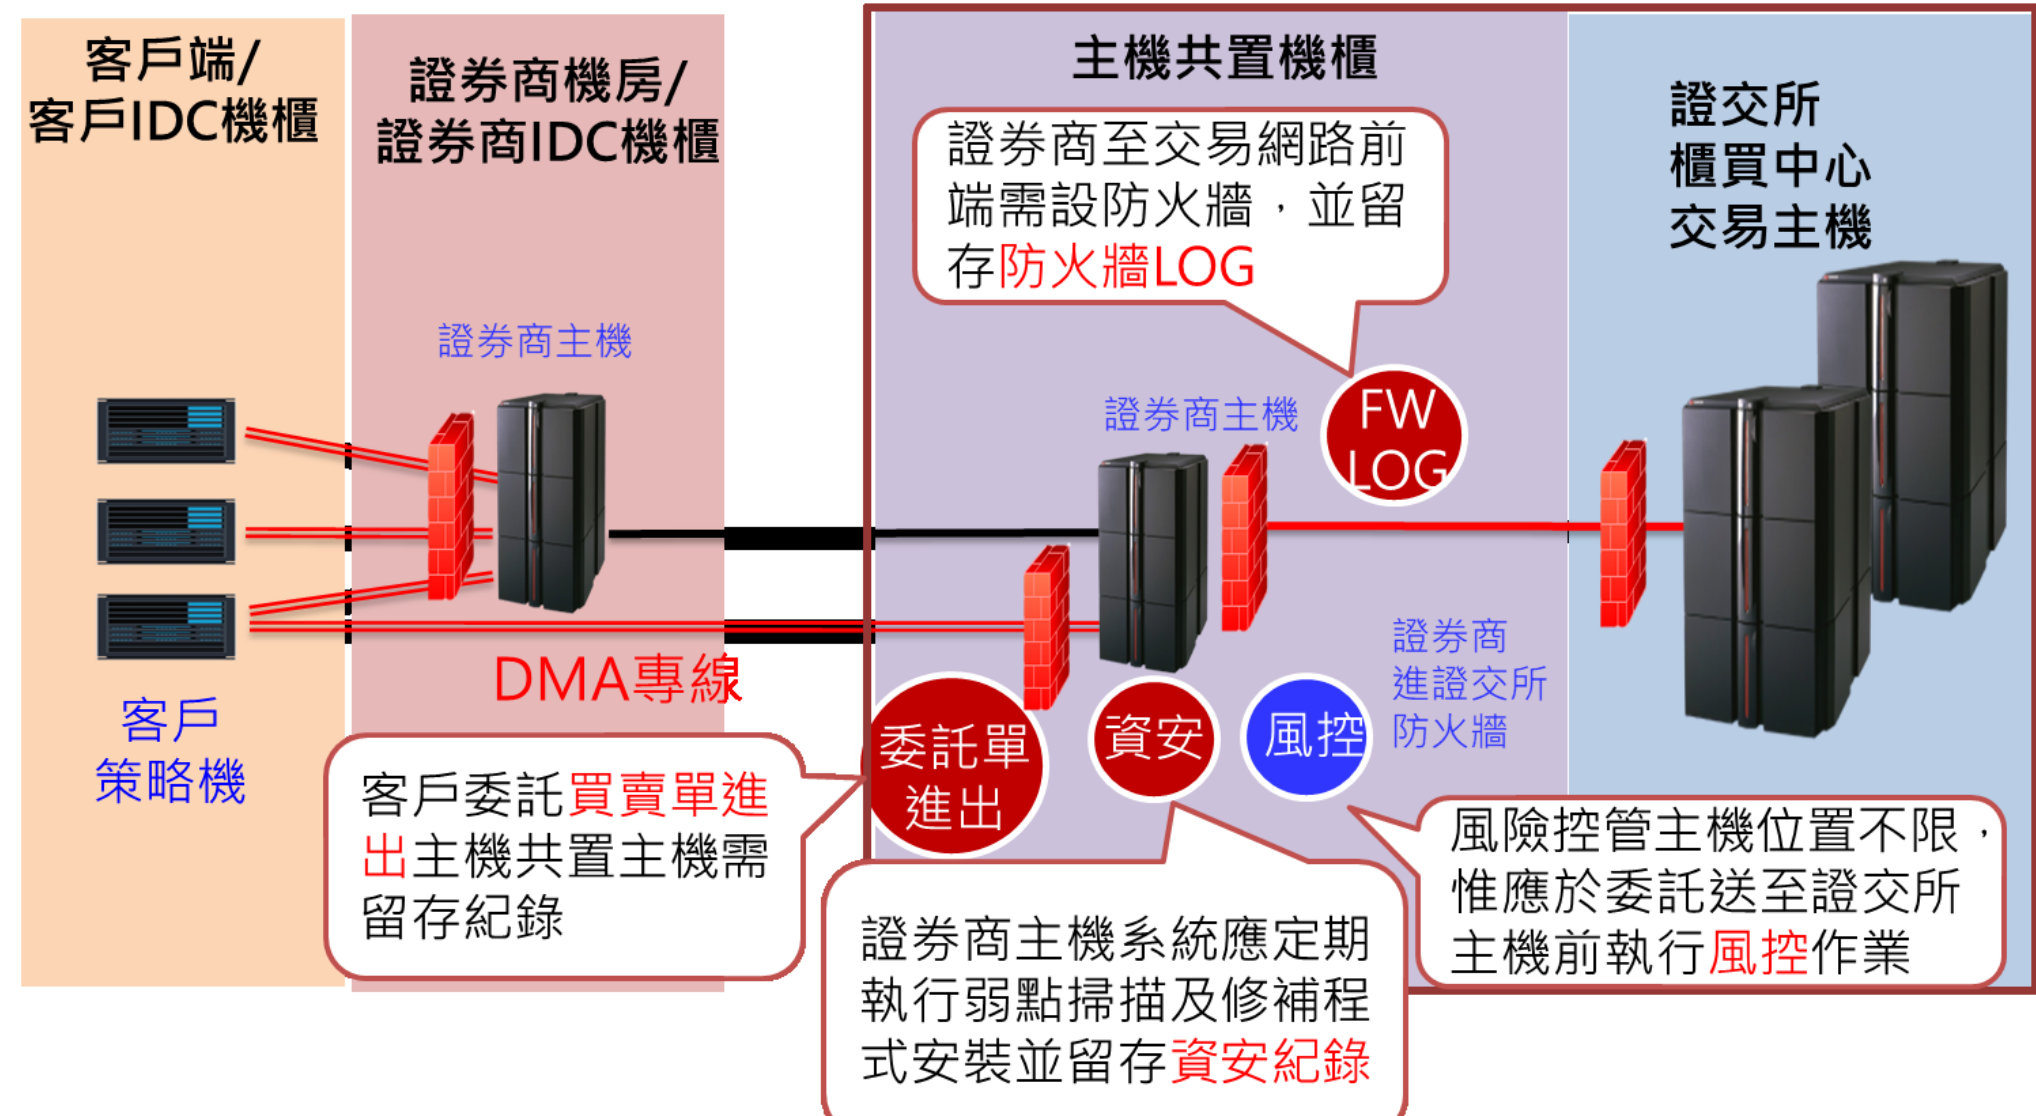 客戶端/
客戶IDC機櫃
證券商機房/
證券商IDC機櫃
主機共置機櫃
證交所
櫃買中心
交易主機
證券商至交易網路前
端需設防火牆，並留
存防火牆LOG
證券商主機
證券商主機
FW
LOG
DMA專線
客戶
策略機
證券商
進證交所
防火牆
委託單
進出
資安
風控
客戶委託買賣單進
出主機共置主機需
留存紀錄
風險控管主機位置不限，
惟應於委託送至證交所
主機前執行風控作業
證券商主機系統應定期
執行弱點掃描及修補程
式安裝並留存資安紀錄